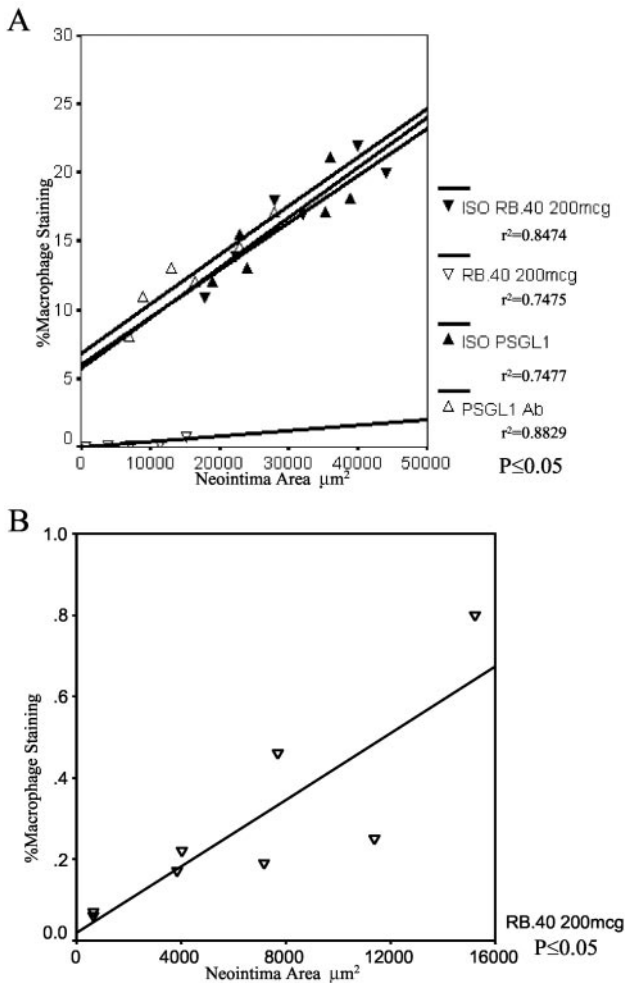 A
30
25
20
15
10
5
0
%Macrophage Staining
0 10000 20000 30000 40000 50000
Neointima Area μm²
ISO RB.40 200mcg
r²=0.8474
RB.40 200mcg
r²=0.7475
ISO PSGL1
r²=0.7477
PSGL1 Ab
r²=0.8829
P≤0.05
B
1.0
.8
.6
.4
.2
0.0
%Macrophage Staining
0 4000 8000 12000 16000
Neointima Area μm²
RB.40 200mcg
P≤0.05